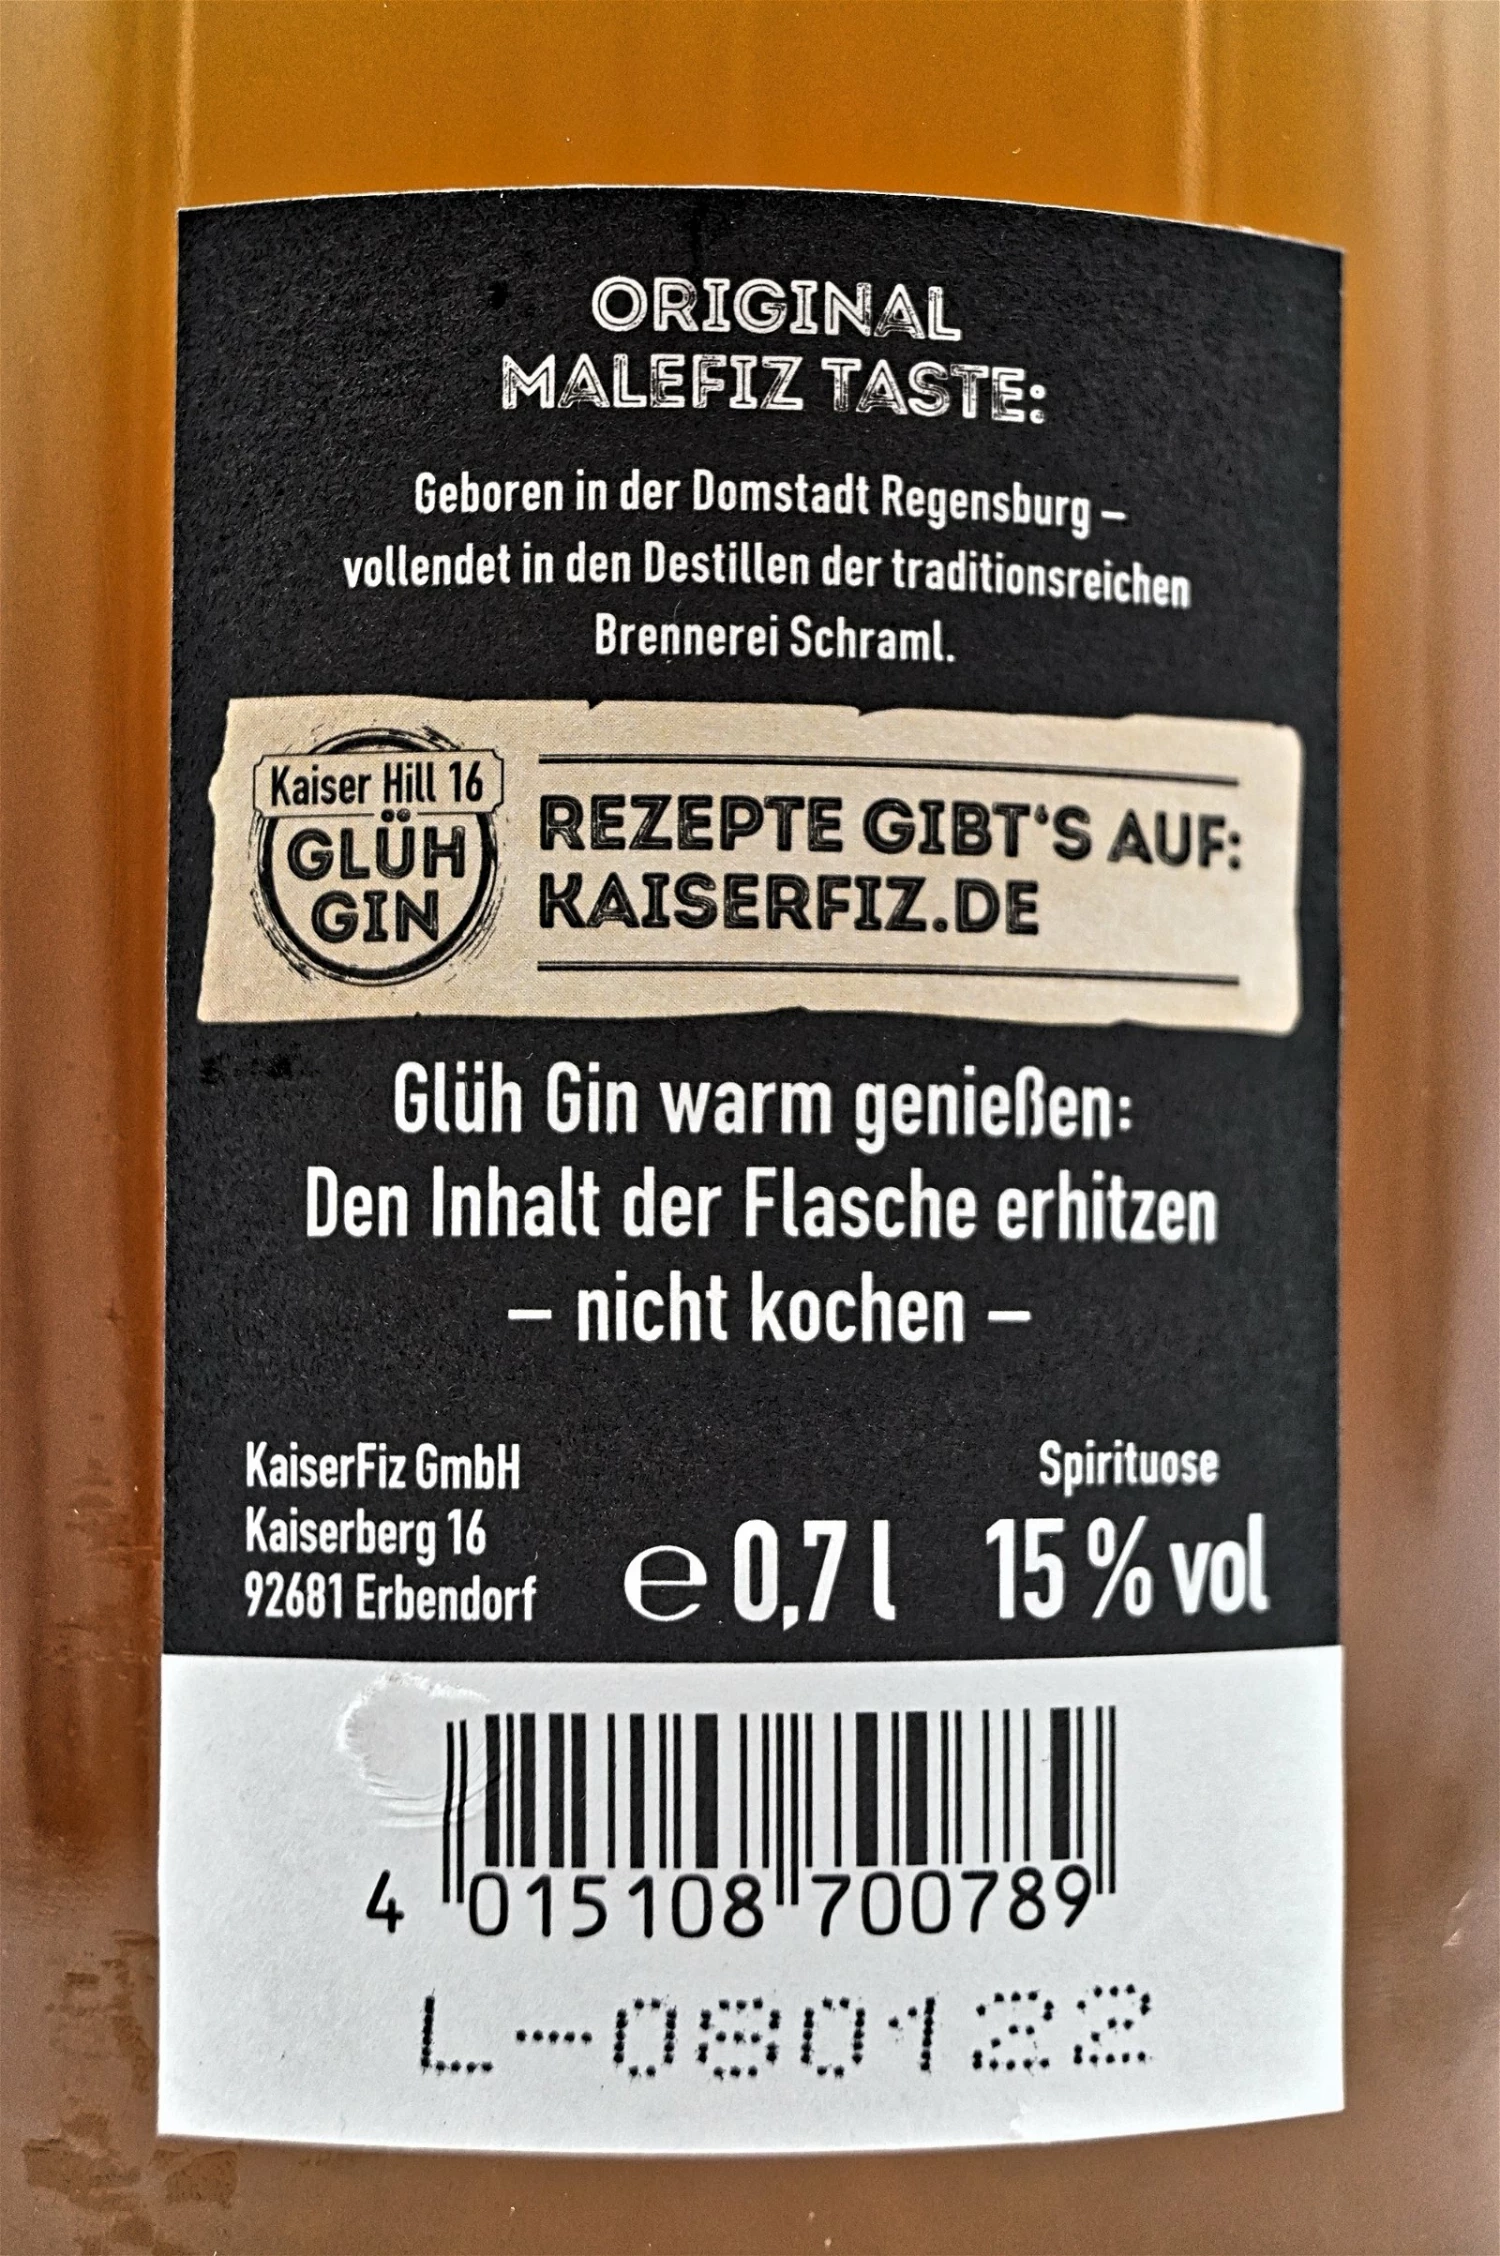 ORIGINAL
MALEFIZ TASTE:
Geboren in der Domstadt Regensburg –
vollendet in den Destillen der traditionsreichen
Brennerei Schraml.
Kaiser Hill 16
GLÜH
GIN
REZEPTE GIBT'S AUF:
KAISERFIZ.DE
Glüh Gin warm genießen:
Den Inhalt der Flasche erhitzen
– nicht kochen –
KaiserFiz GmbH
Kaiserberg 16
92681 Erbendorf
℮ 0,7 l
Spirituose
15 % vol
4 015108 700789
L-080122